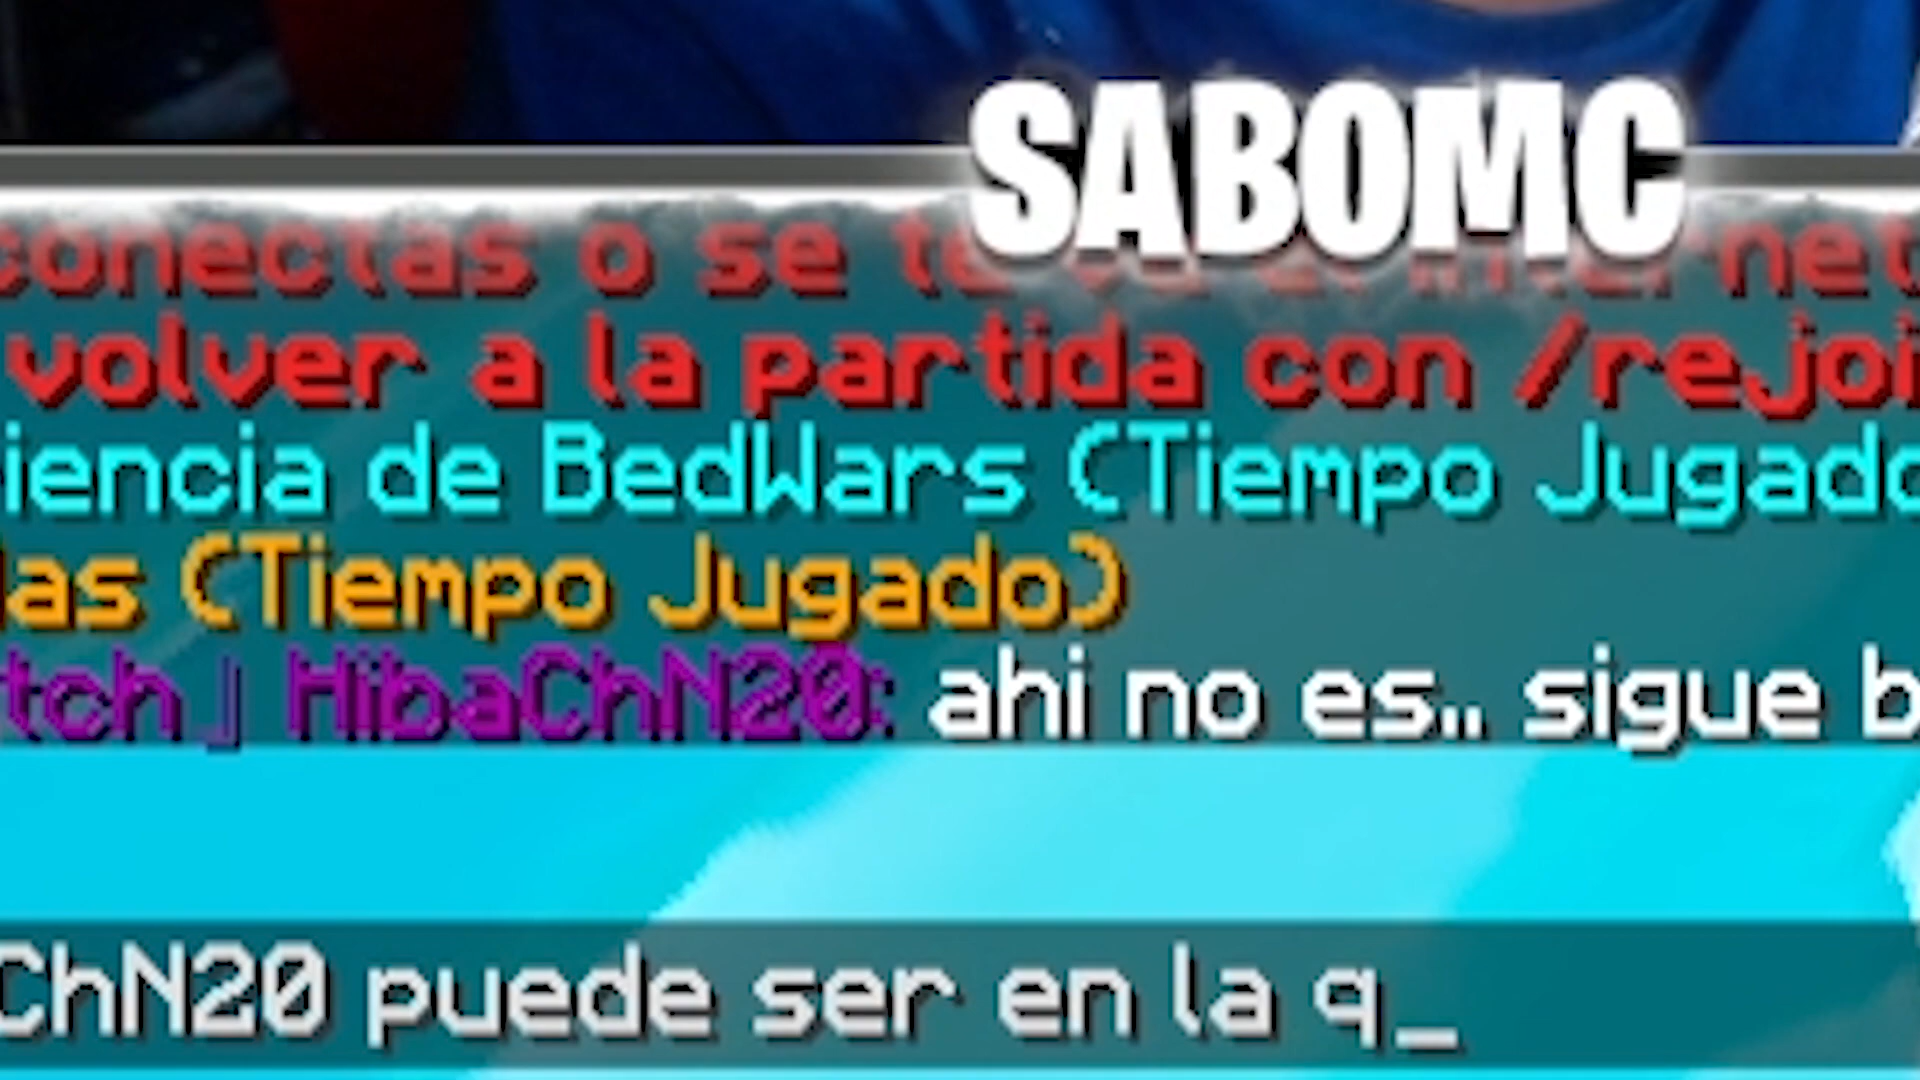 SABOMC
conectas o se te
volver a la partida con /rejoi
iencia de BedWars (Tiempo Jugado
las (Tiempo Jugado)
tch」 HibaChN20: ahi no es.. sigue b
ChN20 puede ser en la q_